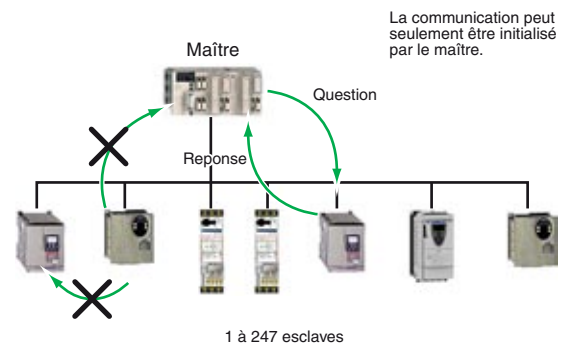 La communication peut
seulement être initialisé
par le maître.
Maître
Question
Reponse
1 à 247 esclaves